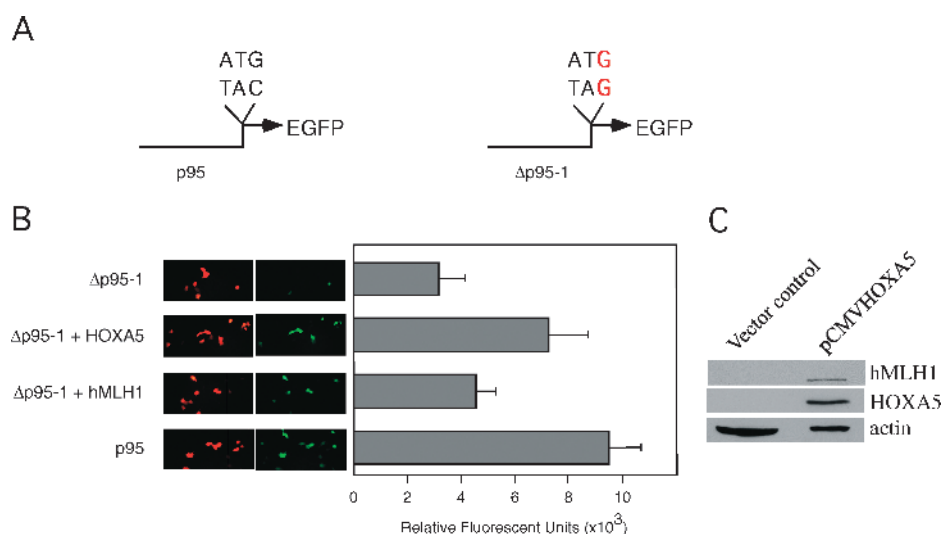 A
ATG
TAC
EGFP
p95
ATG
TAG
EGFP
Δp95-1
B
Δp95-1
Δp95-1 + HOXA5
Δp95-1 + hMLH1
p95
0 2 4 6 8 10
Relative Fluorescent Units (x10³)
C
Vector control
pCMVHOXA5
hMLH1
HOXA5
actin